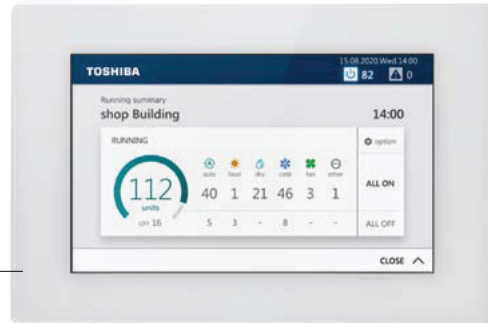 TOSHIBA
15.08.2020 Wed.14:00
82 0
Running summary
shop Building
14:00
RUNNING
option
auto heat dry cold fan other
112
units
40 1 21 46 3 1
ALL ON
OFF 16
5 3 - 8 - -
ALL OFF
CLOSE